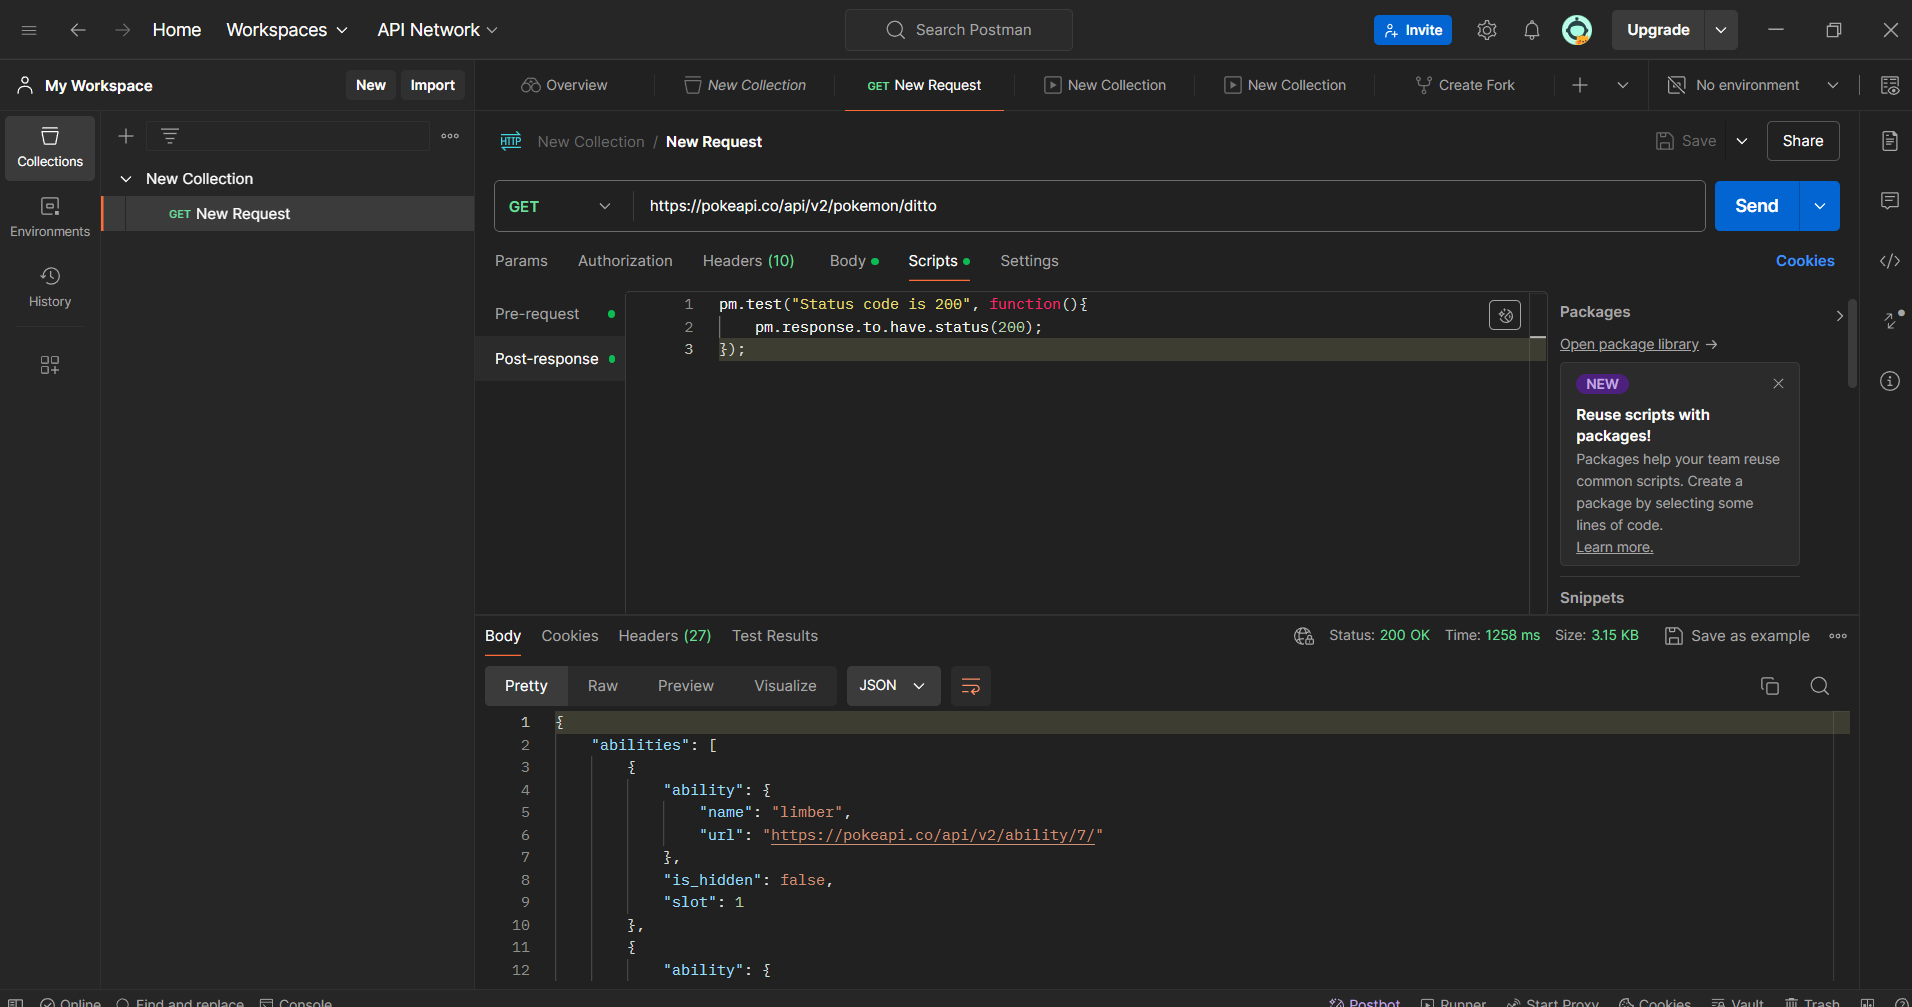 Home Workspaces API Network Search Postman Invite Upgrade
My Workspace New Import Overview New Collection GET New Request New Collection New Collection Create Fork No environment
Collections
Environments
History
New Collection
GET New Request
HTTP New Collection / New Request Save Share
GET https://pokeapi.co/api/v2/pokemon/ditto Send
Params Authorization Headers (10) Body Scripts Settings Cookies
Pre-request
Post-response
1 pm.test("Status code is 200", function(){
2 pm.response.to.have.status(200);
3 });
Packages
Open package library →
NEW
Reuse scripts with
packages!
Packages help your team reuse
common scripts. Create a
package by selecting some
lines of code.
Learn more.
Snippets
Body Cookies Headers (27) Test Results Status: 200 OK Time: 1258 ms Size: 3.15 KB Save as example
Pretty Raw Preview Visualize JSON
1 {
2 "abilities": [
3 {
4 "ability": {
5 "name": "limber",
6 "url": "https://pokeapi.co/api/v2/ability/7/"
7 },
8 "is_hidden": false,
9 "slot": 1
10 },
11 {
12 "ability": {
Online Find and replace Console Postbot Runner Start Proxy Cookies Vault Trash